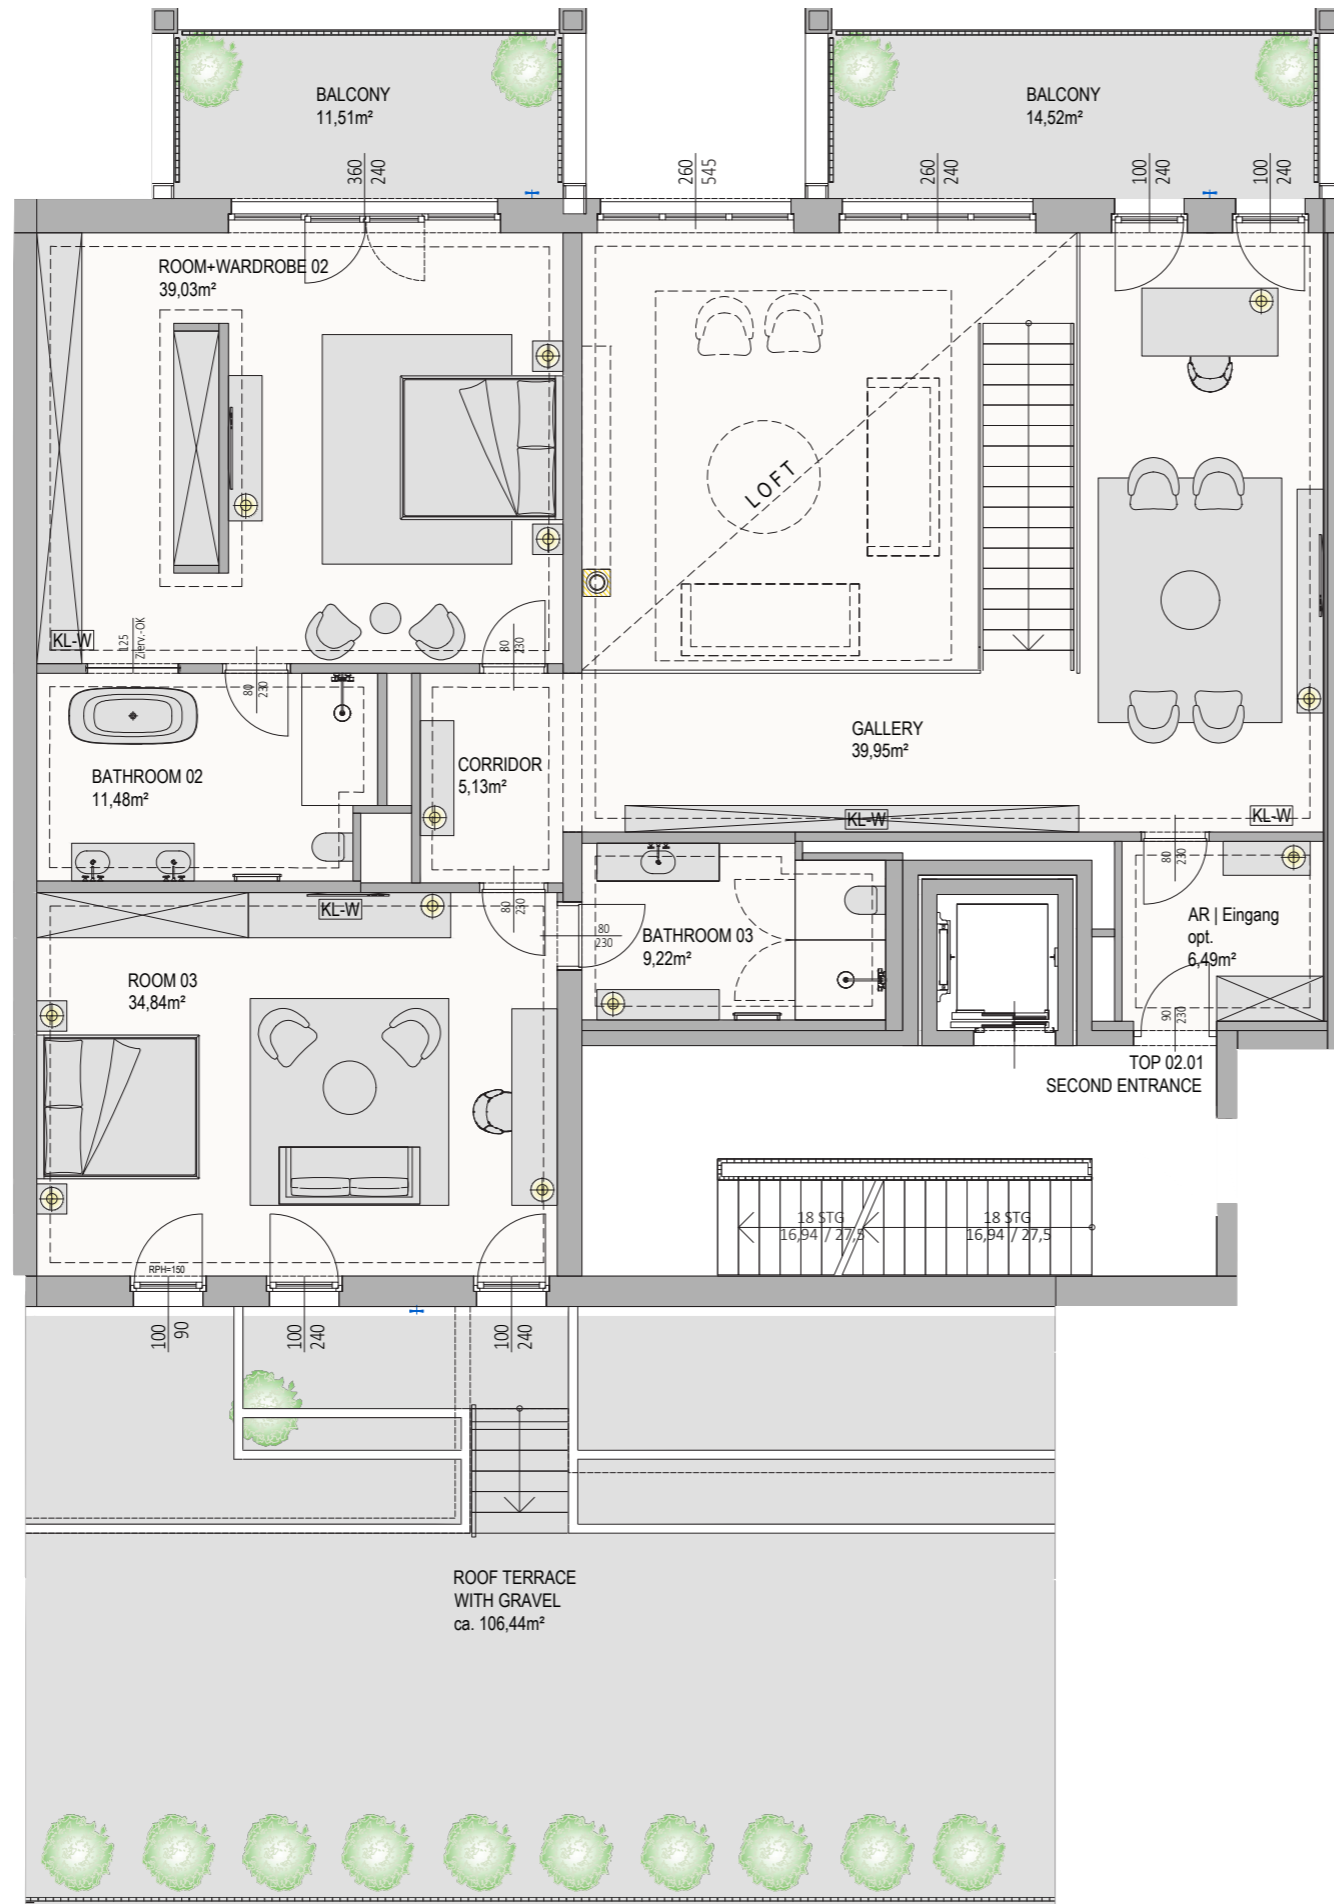 BALCONY
11,51m²
BALCONY
14,52m²
360
240
260
545
260
240
100
240
100
240
ROOM+WARDROBE 02
39,03m²
LOFT
KL-W
125
Zierv.-OK
80
230
80
230
BATHROOM 02
11,48m²
CORRIDOR
5,13m²
GALLERY
39,95m²
KL-W
KL-W
80
230
KL-W
80
230
80
230
BATHROOM 03
9,22m²
AR | Eingang
opt.
6,49m²
ROOM 03
34,84m²
90
230
TOP 02.01
SECOND ENTRANCE
18 STG
16,94 / 27,5
18 STG
16,94 / 27,5
RPH=150
100
90
100
240
100
240
ROOF TERRACE
WITH GRAVEL
ca. 106,44m²